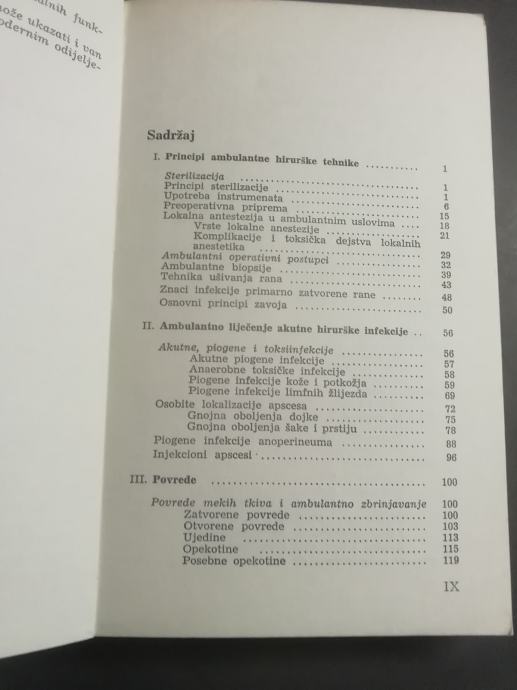 alnih funk-
može ukazati i van
odernim odjelje-
Sadržaj
I. Principi ambulantne hirurške tehnike .......... 1
Sterilizacija .......... 1
Principi sterilizacije .......... 1
Upotreba instrumenata .......... 6
Preoperativna priprema .......... 15
Lokalna antestezija u ambulantnim uslovima .... 18
Vrste lokalne anestezije .......... 21
Komplikacije i toksička dejstva lokalnih
anestetika .......... 29
Ambulantni operativni postupci .......... 32
Ambulantne biopsije .......... 39
Tehnika ušivanja rana .......... 43
Znaci infekcije primarno zatvorene rane .... 48
Osnovni principi zavoja .......... 50
II. Ambulantno liječenje akutne hirurške infekcije .. 56
Akutne, piogene i toksiinfekcije .......... 56
Akutne piogene infekcije .......... 57
Anaerobne toksičke infekcije .......... 58
Piogene infekcije kože i potkožja .......... 59
Piogene infekcije limfnih žlijezda .......... 69
Osobite lokalizacije apscesa .......... 72
Gnojna oboljenja dojke .......... 75
Gnojna oboljenja šake i prstiju .......... 78
Piogene infekcije anoperineuma .......... 88
Injekcioni apscesi .......... 96
III. Povrede .......... 100
Povrede mekih tkiva i ambulantno zbrinjavanje 100
Zatvorene povrede .......... 100
Otvorene povrede .......... 103
Ujedine .......... 113
Opekotine .......... 115
Posebne opekotine .......... 119
IX